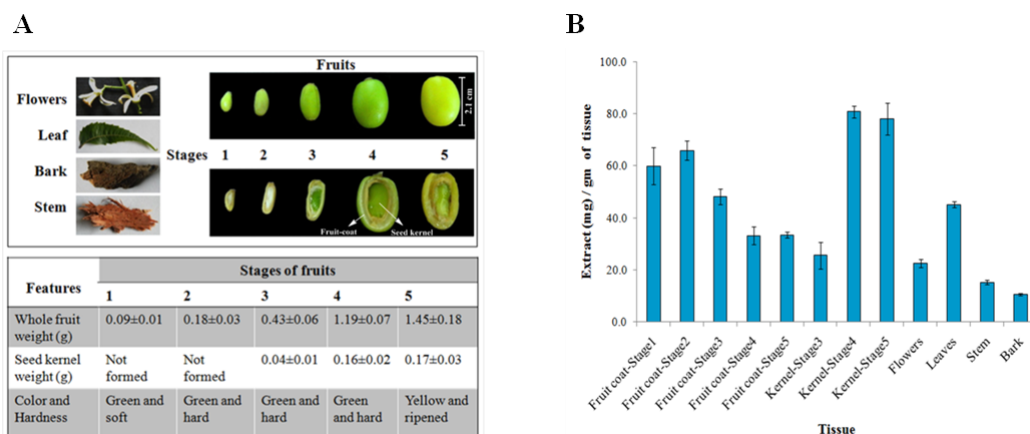 A
Flowers
Leaf
Bark
Stem
Fruits
2.1 cm
Stages 1 2 3 4 5
Fruit-coat
Seed kernel
Features
Stages of fruits
1 2 3 4 5
Whole fruit weight (g) 0.09±0.01 0.18±0.03 0.43±0.06 1.19±0.07 1.45±0.18
Seed kernel weight (g) Not formed Not formed 0.04±0.01 0.16±0.02 0.17±0.03
Color and Hardness Green and soft Green and hard Green and hard Green and hard Yellow and ripened
B
Extract (mg) / gm of tissue
100.0
80.0
60.0
40.0
20.0
0.0
Fruit coat-Stage1
Fruit coat-Stage2
Fruit coat-Stage3
Fruit coat-Stage4
Fruit coat-Stage5
Kernel-Stage3
Kernel-Stage4
Kernel-Stage5
Flowers
Leaves
Stem
Bark
Tissue